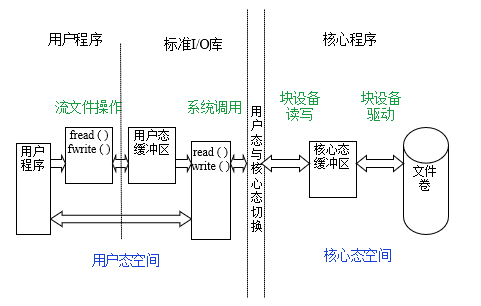 用户程序
标准I/O库
核心程序
流文件操作
系统调用
块设备
读写
块设备
驱动
用户
程序
fread ( )
fwrite ( )
用户态
缓冲区
read ( )
write ( )
用户态与核心态切换
核心态
缓冲区
文件
卷
用户态空间
核心态空间